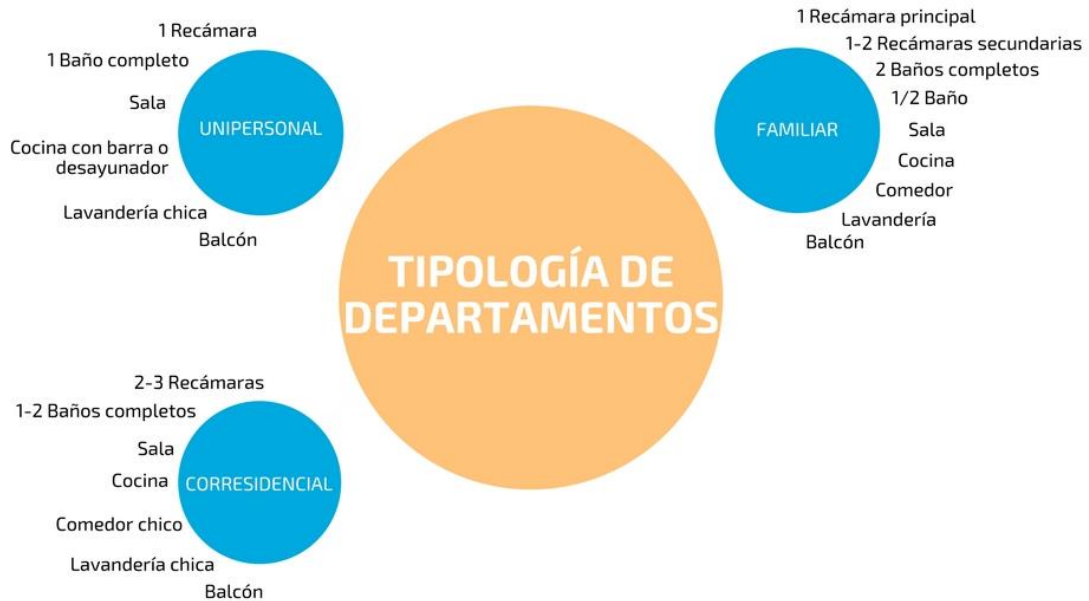 1 Recámara
1 Baño completo
Sala
Cocina con barra o
desayunador
Lavandería chica
Balcón
UNIPERSONAL
1 Recámara principal
1-2 Recámaras secundarias
2 Baños completos
1/2 Baño
Sala
Cocina
Comedor
Lavandería
Balcón
FAMILIAR
TIPOLOGÍA DE
DEPARTAMENTOS
2-3 Recámaras
1-2 Baños completos
Sala
Cocina
Comedor chico
Lavandería chica
Balcón
CORRESIDENCIAL